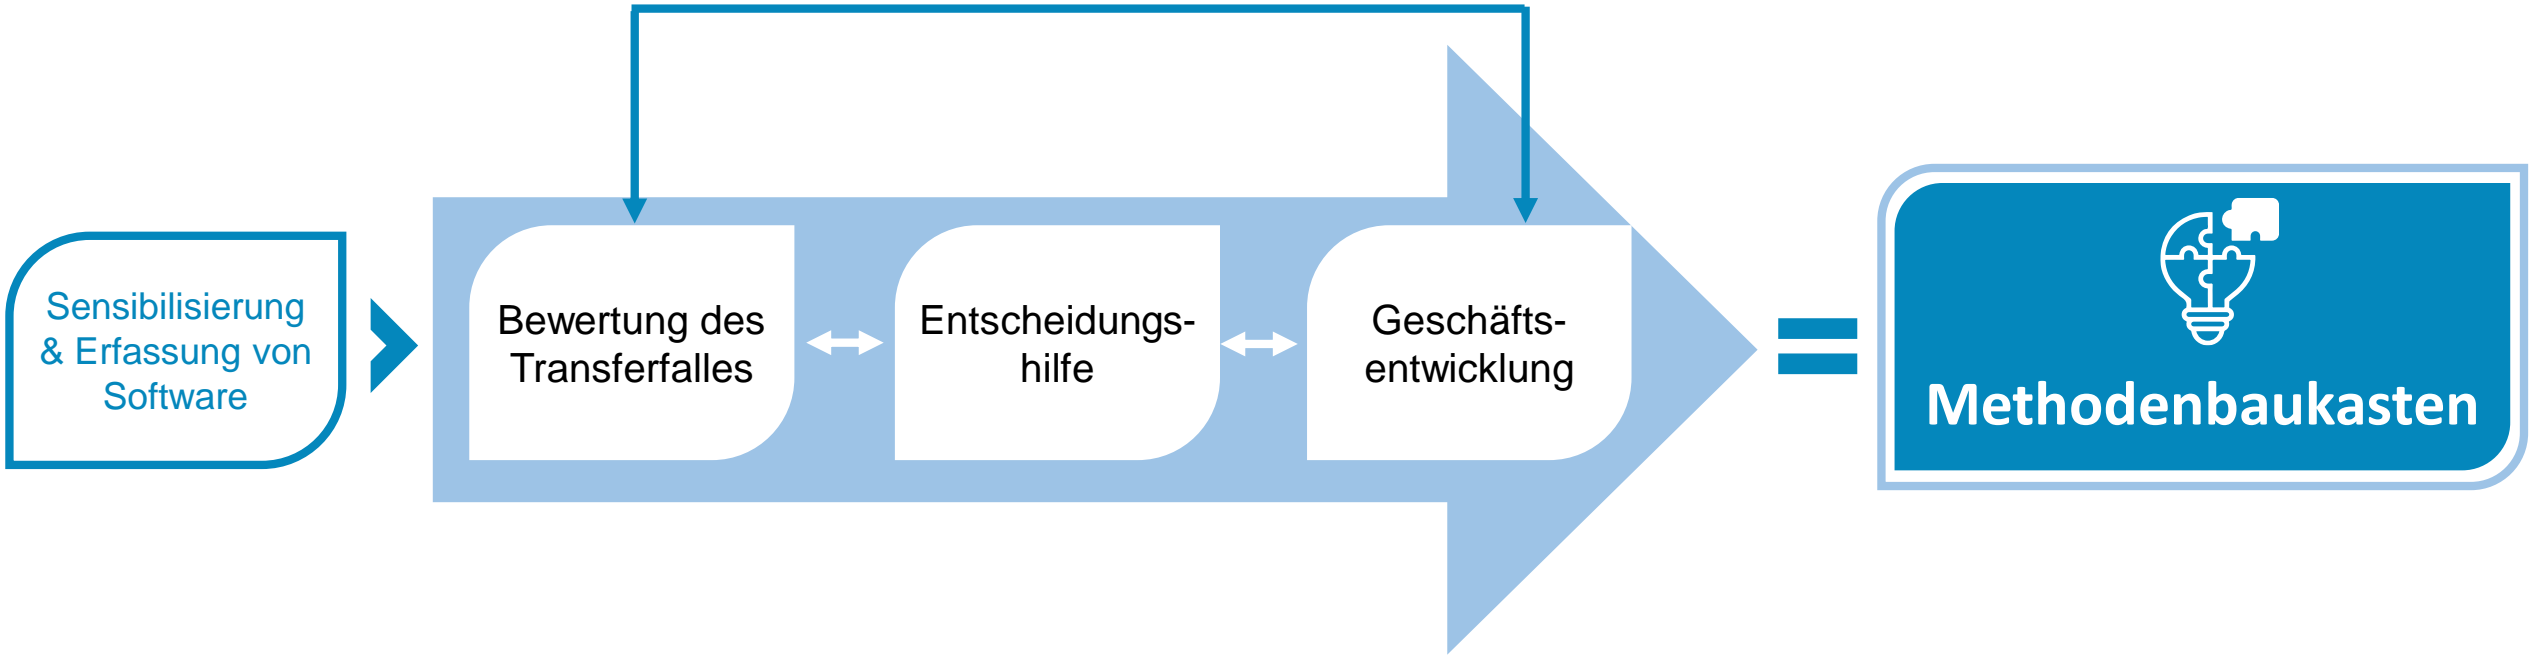 Sensibilisierung
& Erfassung von
Software
Bewertung des
Transferfalles
Entscheidungs-
hilfe
Geschäfts-
entwicklung
=
Methodenbaukasten